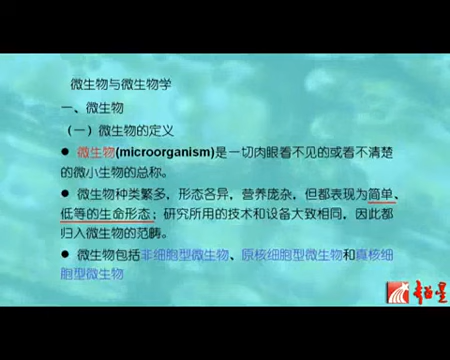 微生物与微生物学
一、微生物
（一）微生物的定义
● 微生物(microorganism)是一切肉眼看不见的或看不清楚
的微小生物的总称。
● 微生物种类繁多，形态各异，营养庞杂，但都表现为简单、
低等的生命形态；研究所用的技术和设备大致相同，因此都
归入微生物的范畴。
● 微生物包括非细胞型微生物、原核细胞型微生物和真核细
胞型微生物